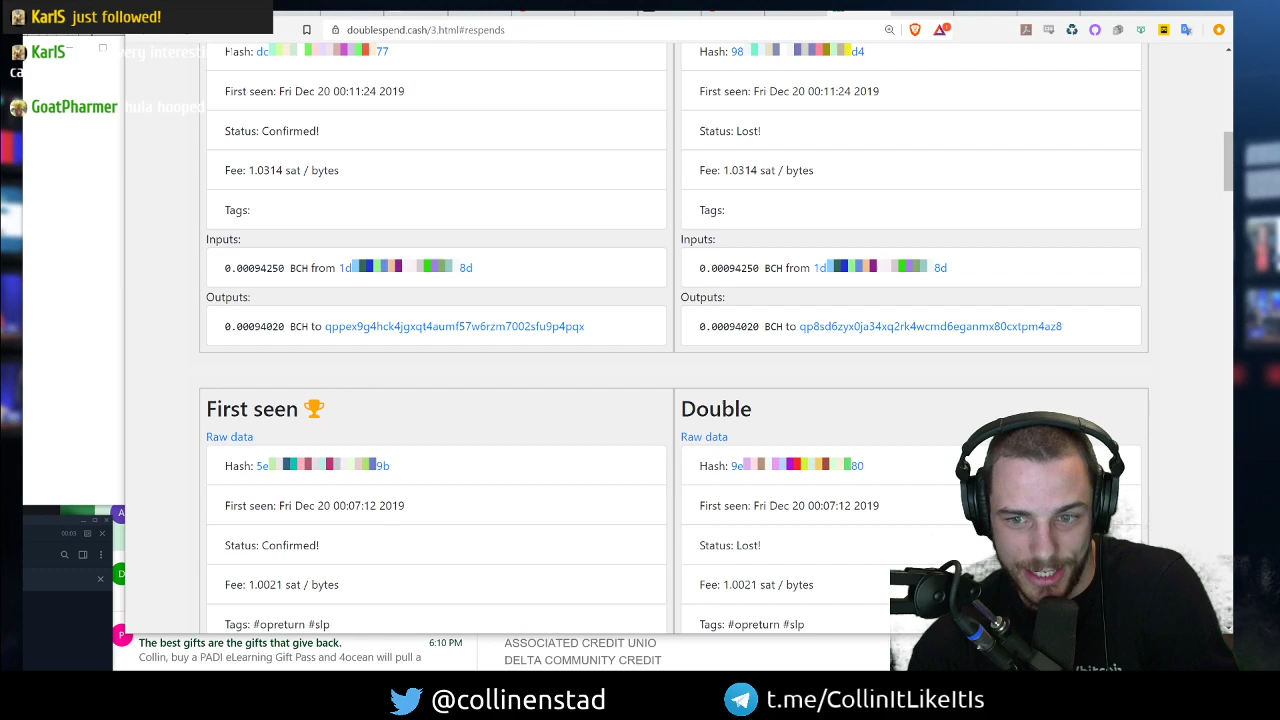 KarlS just followed!
KarlS very interesti
ca
GoatPharmer hula hooped
doublespend.cash/3.html#respends
Hash: dc 77
First seen: Fri Dec 20 00:11:24 2019
Status: Confirmed!
Fee: 1.0314 sat / bytes
Tags:
Inputs:
0.00094250 BCH from 1d 8d
Outputs:
0.00094020 BCH to qppex9g4hck4jgxqt4aumf57w6rzm7002sfu9p4pqx
Hash: 98 d4
First seen: Fri Dec 20 00:11:24 2019
Status: Lost!
Fee: 1.0314 sat / bytes
Tags:
Inputs:
0.00094250 BCH from 1d 8d
Outputs:
0.00094020 BCH to qp8sd6zyx0ja34xq2rk4wcmd6eganmx80cxtpm4az8
First seen
Raw data
Hash: 5e 9b
First seen: Fri Dec 20 00:07:12 2019
Status: Confirmed!
Fee: 1.0021 sat / bytes
Tags: #opreturn #slp
Double
Raw data
Hash: 9e 80
First seen: Fri Dec 20 00:07:12 2019
Status: Lost!
Fee: 1.0021 sat / bytes
Tags: #opreturn #slp
00:03
A
D
P
The best gifts are the gifts that give back. 6:10 PM
Collin, buy a PADI eLearning Gift Pass and 4ocean will pull a
ASSOCIATED CREDIT UNIO
DELTA COMMUNITY CREDIT
@collinenstad
t.me/CollinItLikeItIs